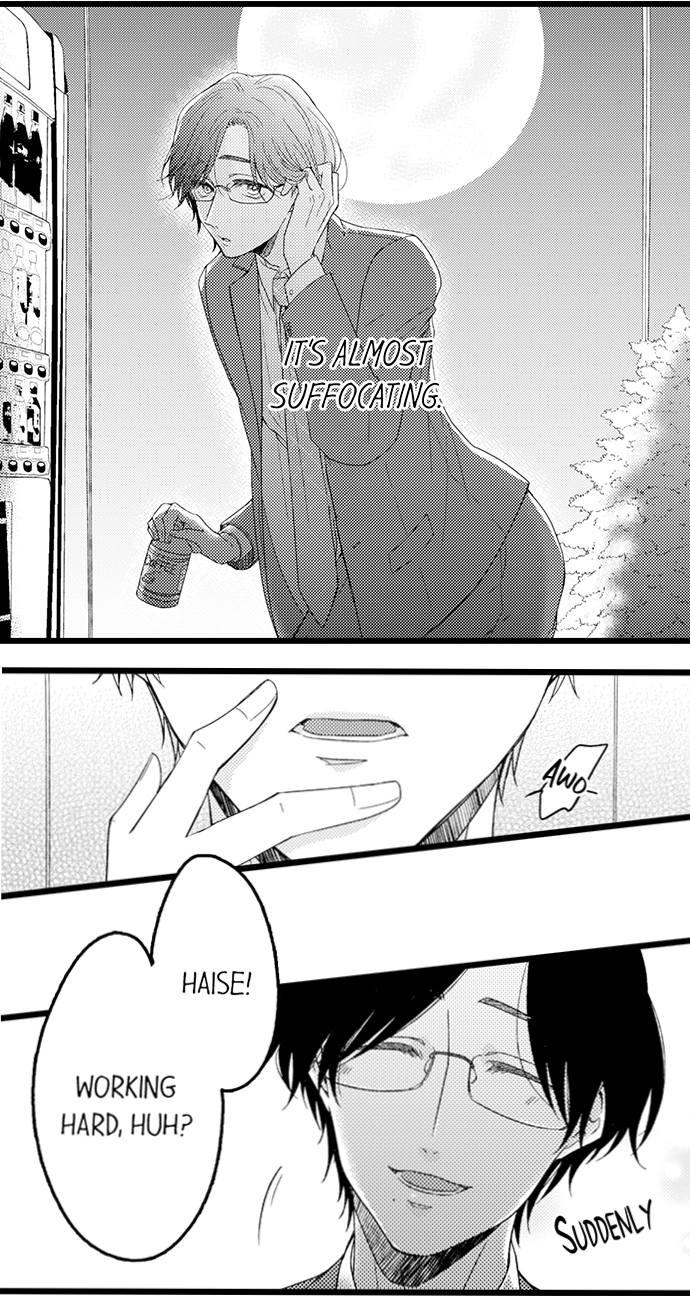 IT'S ALMOST
SUFFOCATING.
AWO-
HAISE!
WORKING
HARD, HUH?
SUDDENLY